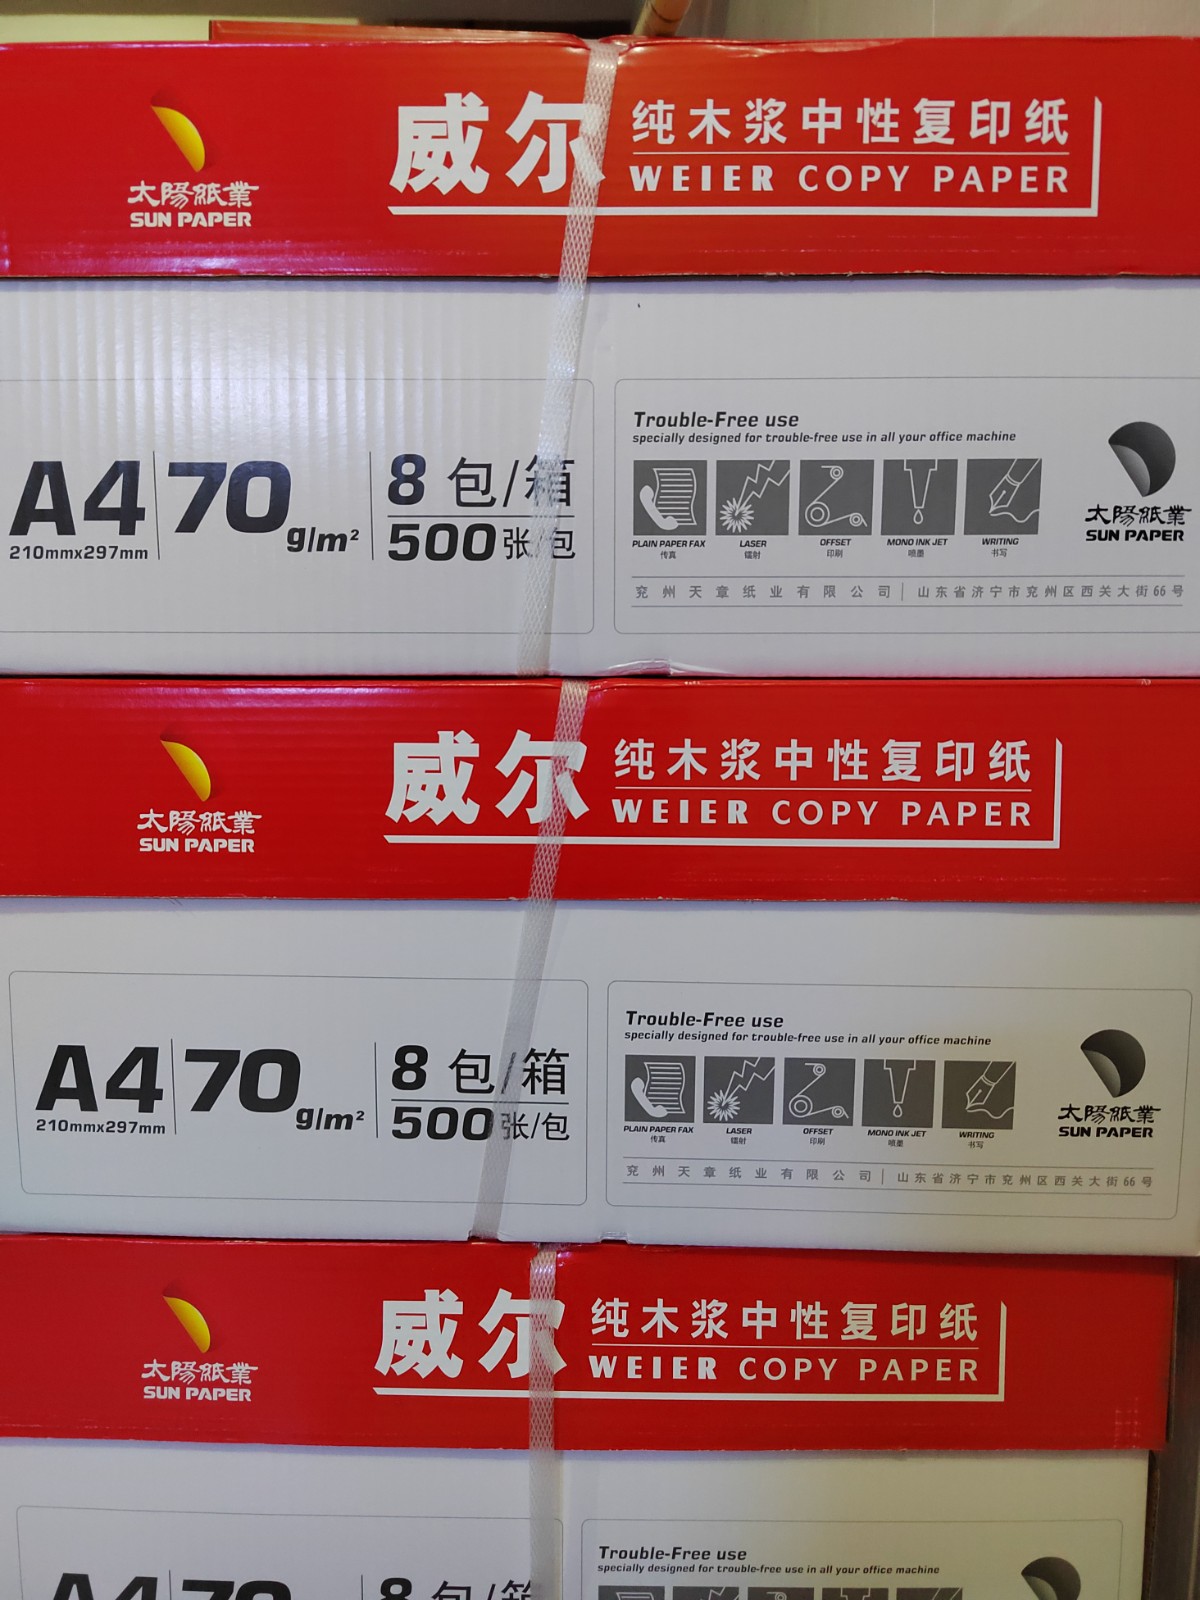 威尔
纯木浆中性复印纸
WEIER COPY PAPER
太陽紙業
SUN PAPER
A4
210mmx297mm
70 g/m²
8包/箱
500张/包
Trouble-Free use
specially designed for trouble-free use in all your office machine
PLAIN PAPER FAX LASER OFFSET MONO INK JET WRITING
传真 镭射 印刷 喷墨 书写
太陽紙業
SUN PAPER
兖州天章纸业有限公司 | 山东省济宁市兖州区西关大街66号
威尔
纯木浆中性复印纸
WEIER COPY PAPER
太陽紙業
SUN PAPER
A4
210mmx297mm
70 g/m²
8包/箱
500张/包
Trouble-Free use
specially designed for trouble-free use in all your office machine
PLAIN PAPER FAX LASER OFFSET MONO INK JET WRITING
传真 镭射 印刷 喷墨 书写
太陽紙業
SUN PAPER
兖州天章纸业有限公司 | 山东省济宁市兖州区西关大街66号
威尔
纯木浆中性复印纸
WEIER COPY PAPER
太陽紙業
SUN PAPER
A4 70 8包/箱
Trouble-Free use
specially designed for trouble-free use in all your office machine